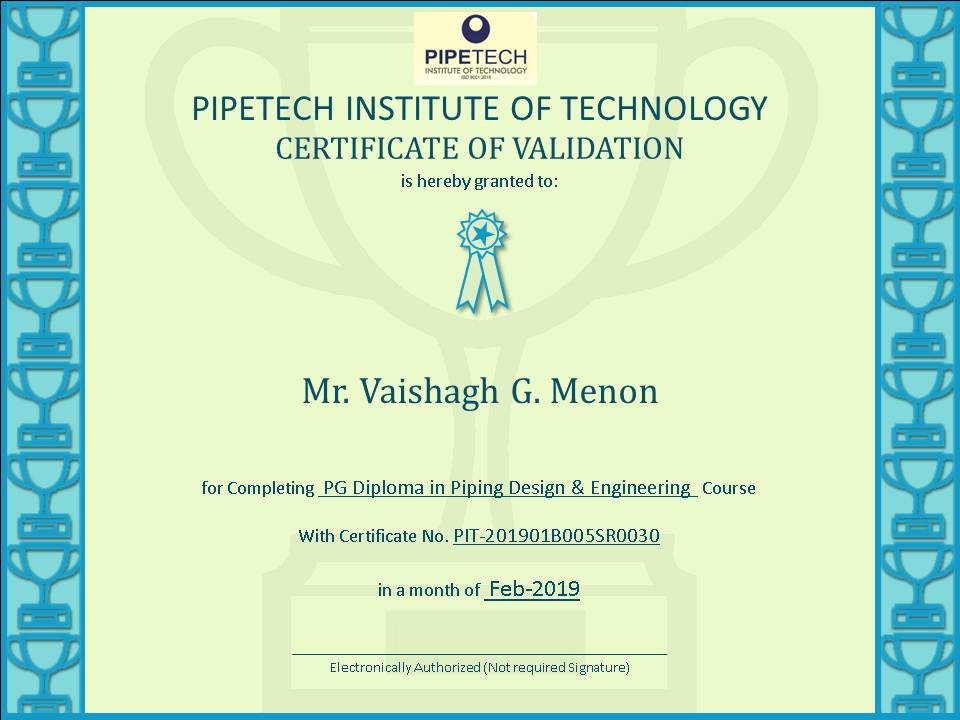 PIPETECH
INSTITUTE OF TECHNOLOGY
ISO 9001:2015
PIPETECH INSTITUTE OF TECHNOLOGY
CERTIFICATE OF VALIDATION
is hereby granted to:
Mr. Vaishagh G. Menon
for Completing PG Diploma in Piping Design & Engineering Course
With Certificate No. PIT-201901B005SR0030
in a month of Feb-2019
Electronically Authorized (Not required Signature)